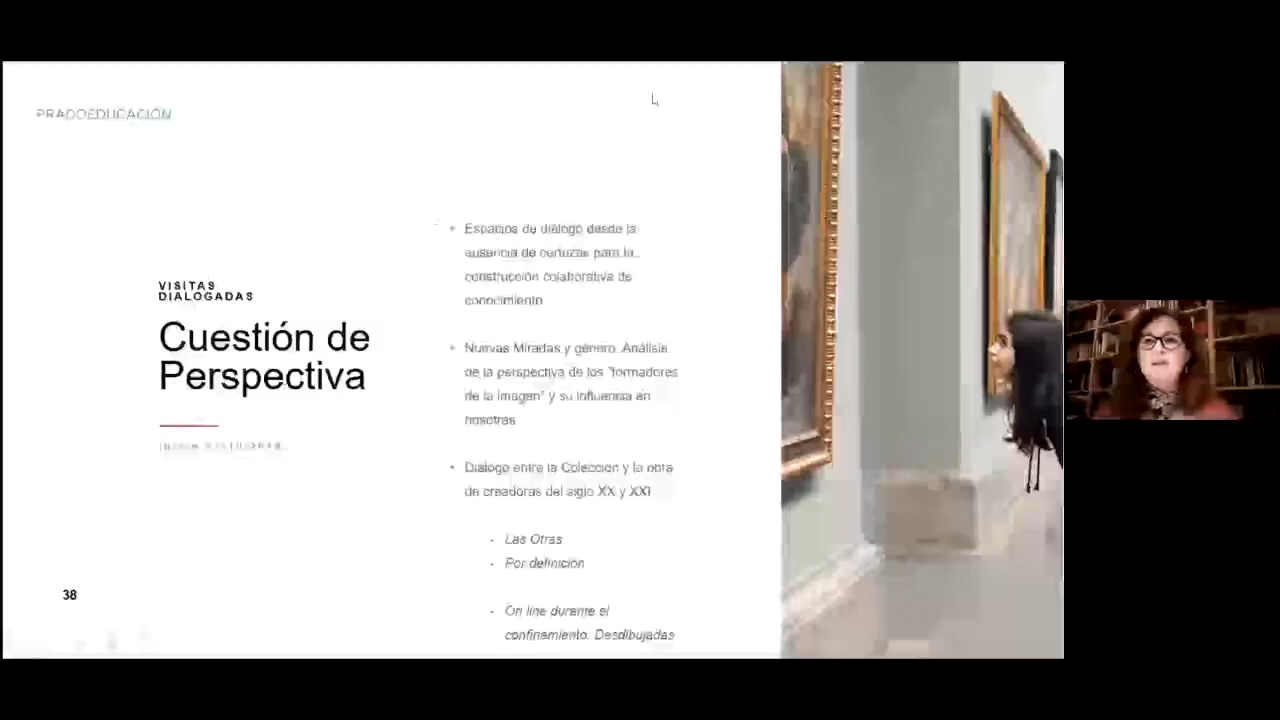 PRADOEDUCACIÓN
VISITAS
DIALOGADAS
Cuestión de
Perspectiva
• Espacios de diálogo desde la
ausencia de certezas para la
construcción colaborativa de
conocimiento
• Nuevas Miradas y género. Análisis
de la perspectiva de los "formadores
de la Imagen" y su influencia en
nosotras
• Diálogo entre la Colección y la obra
de creadoras del siglo XX y XXI
- Las Otras
- Por definición
- On line durante el
confinamiento. Desdibujadas
38